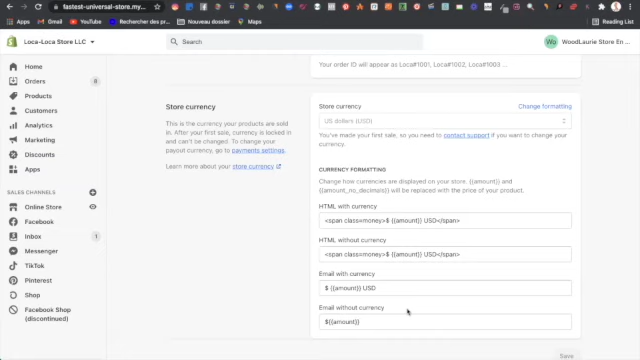 fastest-universal-store.my...
Apps
Gmail
YouTube
Rechercher des pro...
Nouveau dossier
Maps
Reading List
Loca-Loca Store LLC
Search
Wo
WoodLaurie Store En ...
Home
Orders
8
Products
Customers
Analytics
Marketing
Discounts
Apps
SALES CHANNELS
Online Store
Facebook
Inbox
1
Messenger
TikTok
Pinterest
Shop
Facebook Shop
(discontinued)
Your order ID will appear as Loca#1001, Loca#1002, Loca#1003 ...
Store currency
This is the currency your products are sold
in. After your first sale, currency is locked in
and can't be changed. To change your
payout currency, go to payments settings.
Learn more about your store currency
Store currency
Change formatting
US dollars (USD)
You've made your first sale, so you need to contact support if you want to change your
currency.
CURRENCY FORMATTING
Change how currencies are displayed on your store. {{amount}} and
{{amount_no_decimals}} will be replaced with the price of your product.
HTML with currency
<span class=money>$ {{amount}} USD</span>
HTML without currency
<span class=money>$ {{amount}} USD</span>
Email with currency
$ {{amount}} USD
Email without currency
${{amount}}
Save